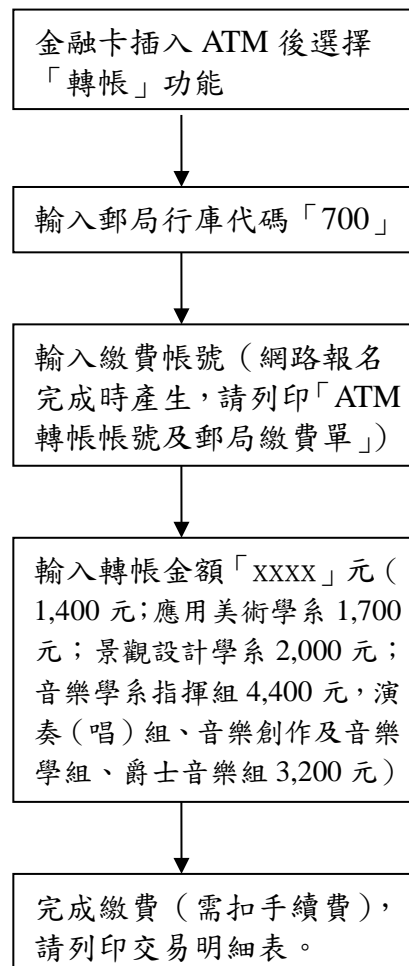 金融卡插入 ATM 後選擇
「轉帳」功能
輸入郵局行庫代碼「700」
輸入繳費帳號（網路報名
完成時產生，請列印「ATM
轉帳帳號及郵局繳費單」）
輸入轉帳金額「xxxx」元（
1,400 元；應用美術學系 1,700
元；景觀設計學系 2,000 元；
音樂學系指揮組 4,400 元，演
奏（唱）組、音樂創作及音樂
學組、爵士音樂組 3,200 元）
完成繳費（需扣手續費），
請列印交易明細表。